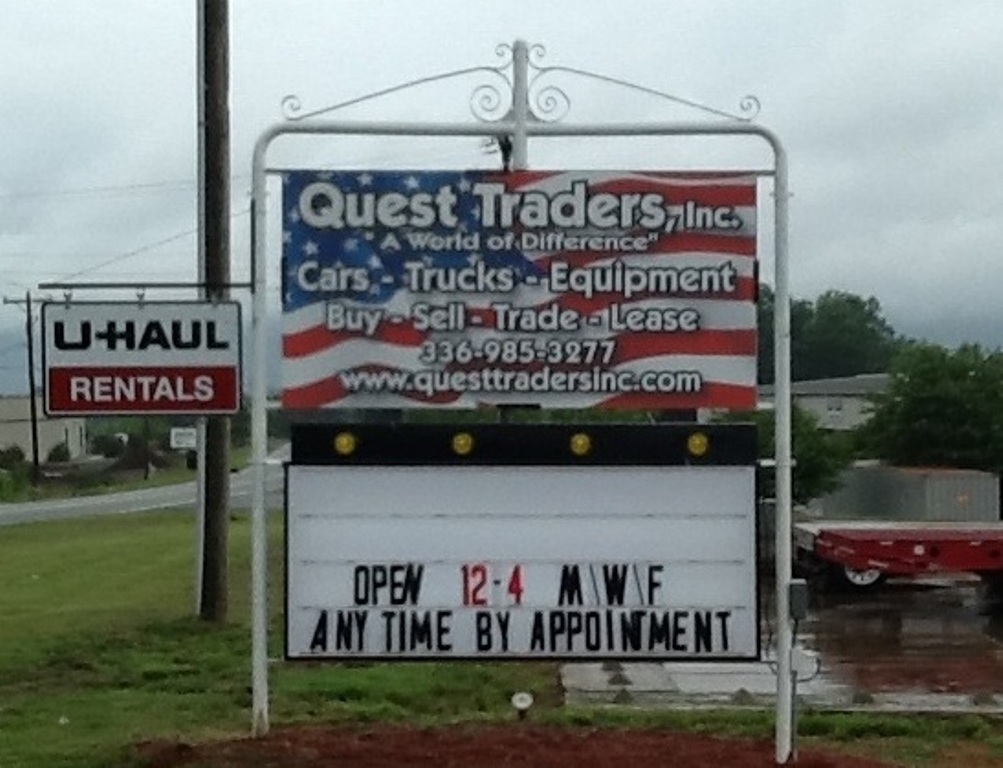 Quest Traders, Inc.
"A World of Difference"
Cars - Trucks - Equipment
Buy - Sell - Trade - Lease
336-985-3277
www.questtradersinc.com
U-HAUL
RENTALS
OPEN 12-4 M\W\F
ANY TIME BY APPOINTMENT